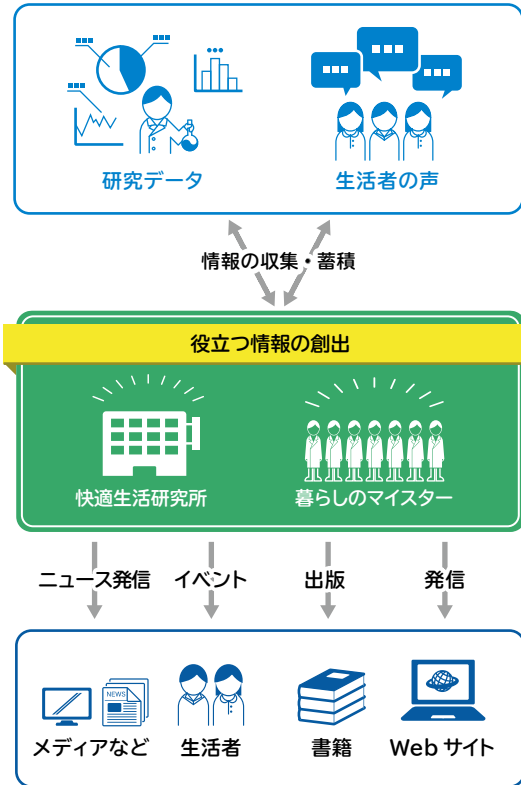 研究データ
生活者の声
情報の収集・蓄積
役立つ情報の創出
快適生活研究所
暮らしのマイスター
ニュース発信
イベント
出版
発信
NEWS
メディアなど
生活者
書籍
Webサイト